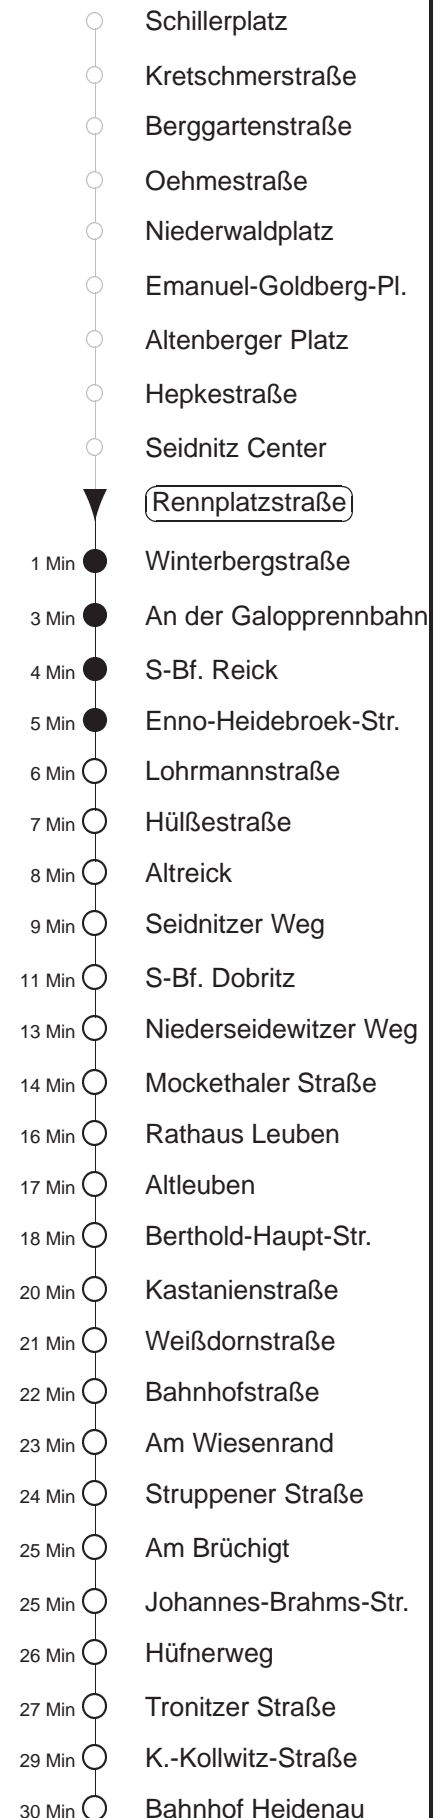 Schillerplatz
Kretschmerstraße
Berggartenstraße
Oehmestraße
Niederwaldplatz
Emanuel-Goldberg-Pl.
Altenberger Platz
Hepkestraße
Seidnitz Center
Rennplatzstraße
1 Min Winterbergstraße
3 Min An der Galopprennbahn
4 Min S-Bf. Reick
5 Min Enno-Heidebroek-Str.
6 Min Lohrmannstraße
7 Min Hülßestraße
8 Min Altreick
9 Min Seidnitzer Weg
11 Min S-Bf. Dobritz
13 Min Niederseidewitzer Weg
14 Min Mockethaler Straße
16 Min Rathaus Leuben
17 Min Altleuben
18 Min Berthold-Haupt-Str.
20 Min Kastanienstraße
21 Min Weißdornstraße
22 Min Bahnhofstraße
23 Min Am Wiesenrand
24 Min Struppener Straße
25 Min Am Brüchigt
25 Min Johannes-Brahms-Str.
26 Min Hüfnerweg
27 Min Tronitzer Straße
29 Min K.-Kollwitz-Straße
30 Min Bahnhof Heidenau